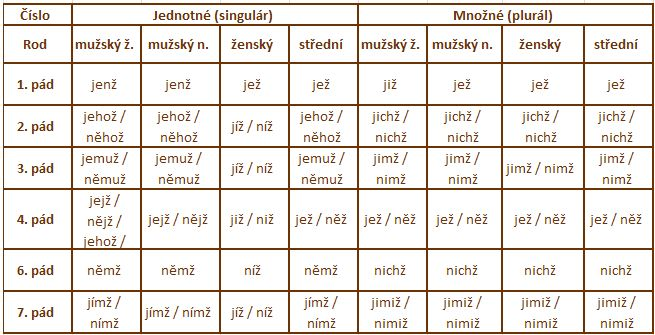 Číslo Jednotné (singulár) Množné (plurál)
Rod mužský ž. mužský n. ženský střední mužský ž. mužský n. ženský střední
1. pád jenž jenž jež jež již jež jež jež
2. pád jehož / něhož jehož / něhož jíž / níž jehož / něhož jichž / nichž jichž / nichž jichž / nichž jichž / nichž
3. pád jemuž / němuž jemuž / němuž jíž / níž jemuž / němuž jimž / nimž jimž / nimž jimž / nimž jimž / nimž
4. pád jejž / nějž / jehož / jejž / nějž již / niž jež / něž jež / něž jež / něž jež / něž jež / něž
6. pád němž němž níž němž nichž nichž nichž nichž
7. pád jímž / nímž jímž / nímž jíž / níž jímž / nímž jimiž / nimiž jimiž / nimiž jimiž / nimiž jimiž / nimiž